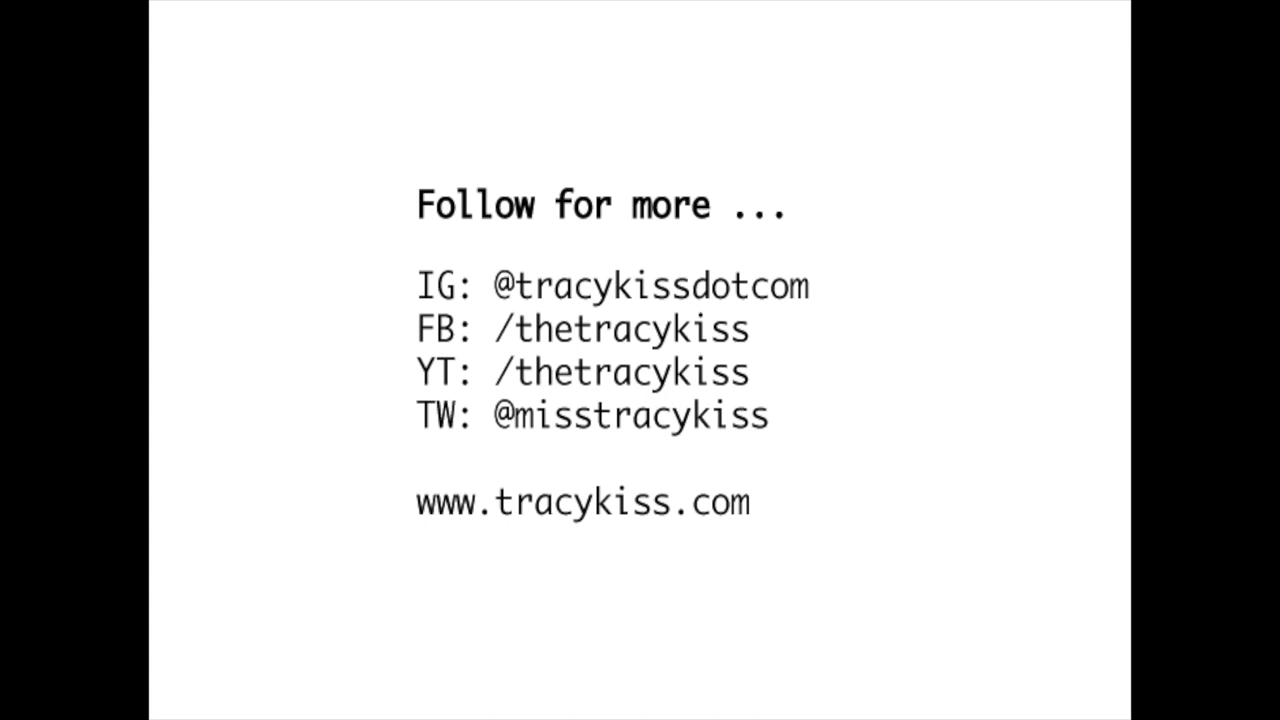 Follow for more ...
IG: @tracykissdotcom
FB: /thetracykiss
YT: /thetracykiss
TW: @misstracykiss
www.tracykiss.com